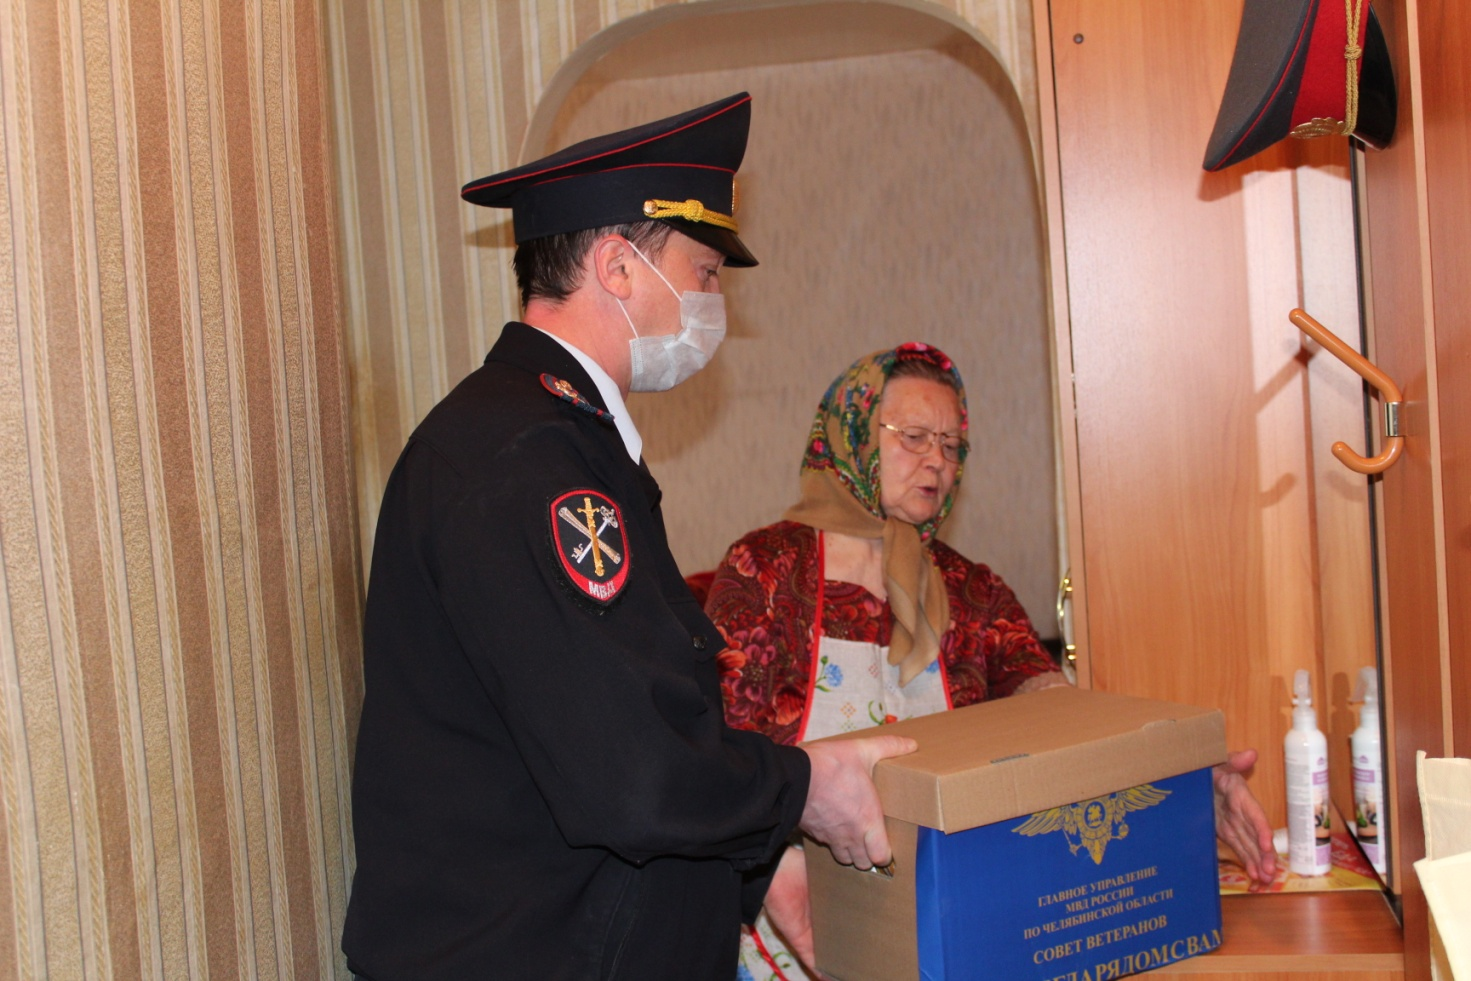 МВД
ГЛАВНОЕ УПРАВЛЕНИЕ
МВД РОССИИ
ПО ЧЕЛЯБИНСКОЙ ОБЛАСТИ
СОВЕТ ВЕТЕРАНОВ